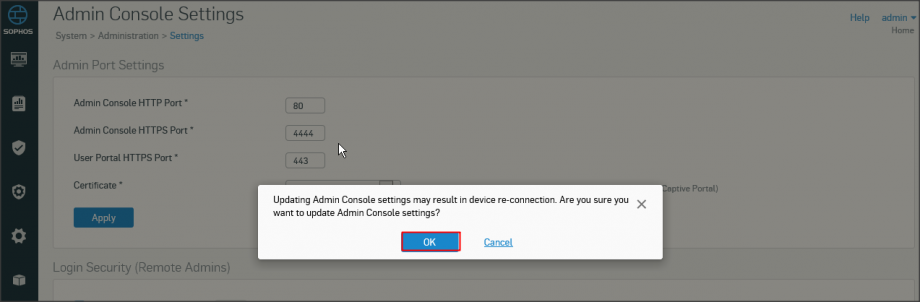 SOPHOS
Admin Console Settings
Help admin
System > Administration > Settings
Home
Admin Port Settings
Admin Console HTTP Port * 80
Admin Console HTTPS Port * 4444
User Portal HTTPS Port * 443
Certificate *
Captive Portal)
Updating Admin Console settings may result in device re-connection. Are you sure you
want to update Admin Console settings?
Apply
OK Cancel
Login Security (Remote Admins)